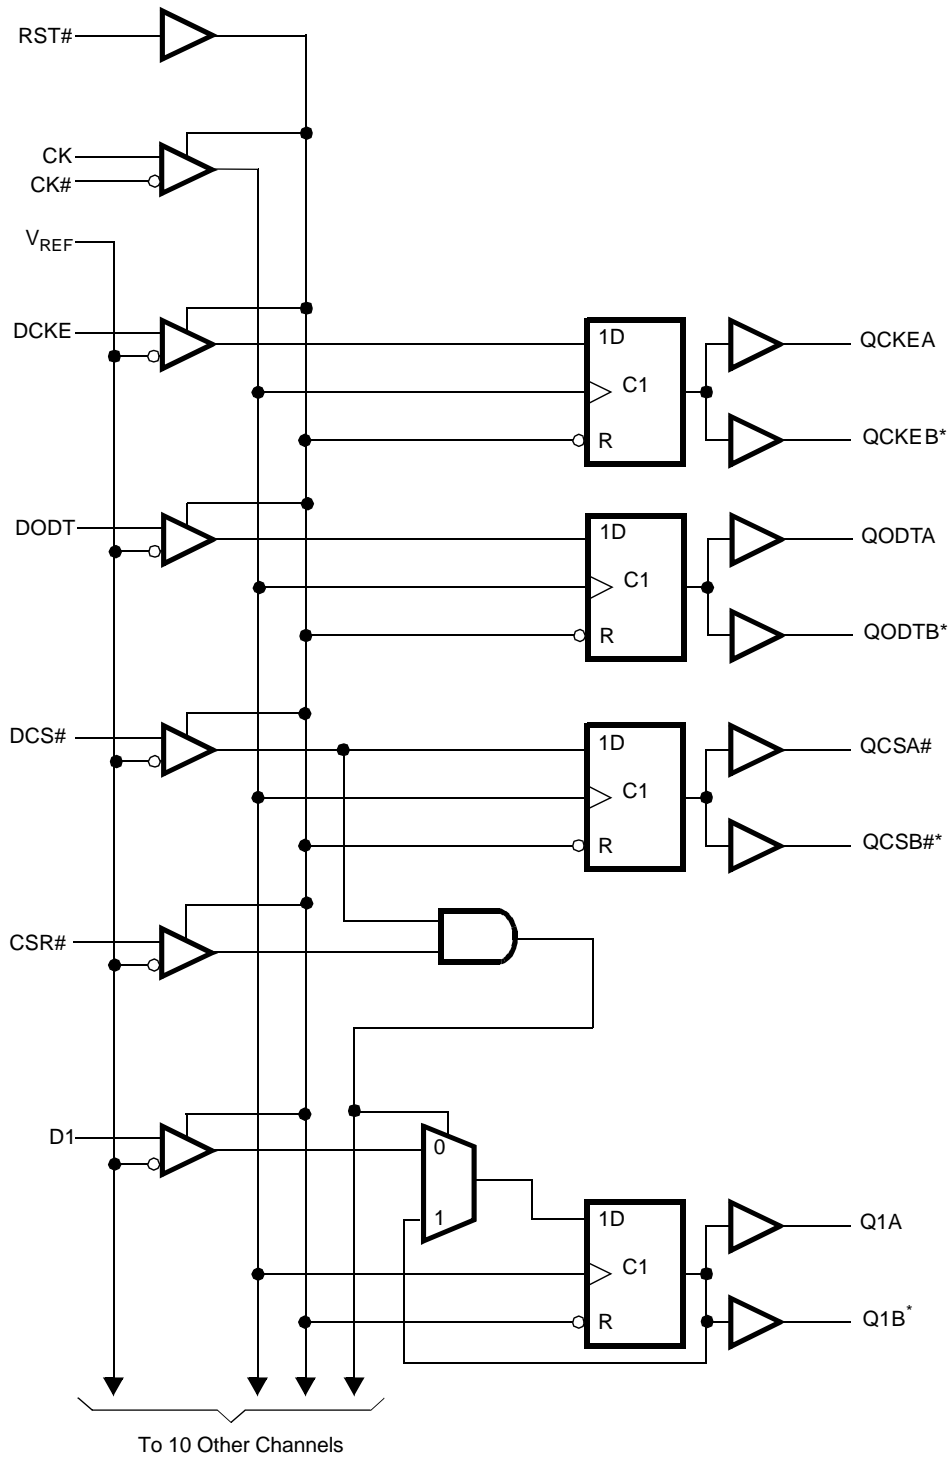 RST#
CK
CK#
VREF
DCKE
1D
C1
R
QCKEA
QCKEB*
DODT
1D
C1
R
QODTA
QODTB*
DCS#
1D
C1
R
QCSA#
QCSB#*
CSR#
D1
0
1
1D
C1
R
Q1A
Q1B*
To 10 Other Channels